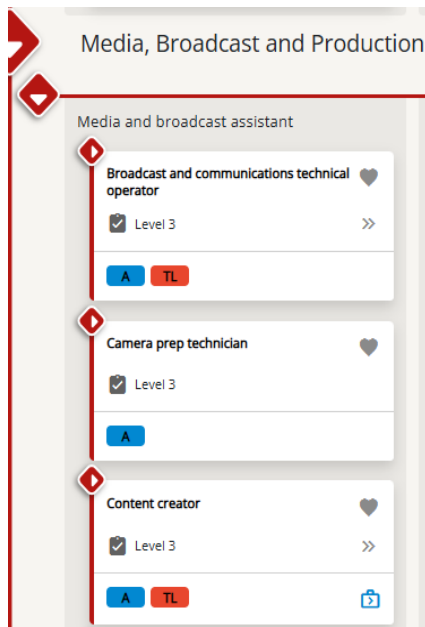 Media, Broadcast and Production
Media and broadcast assistant
Broadcast and communications technical
operator
Level 3
A TL
Camera prep technician
Level 3
A
Content creator
Level 3
A TL